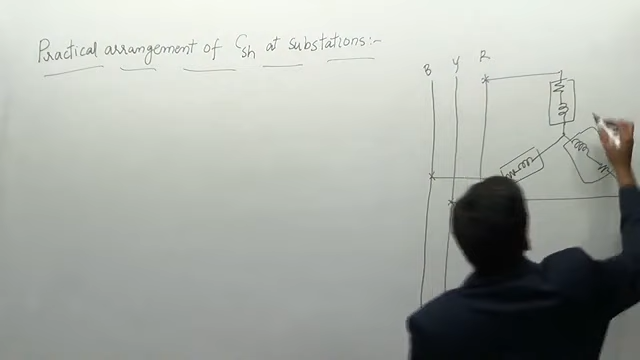 Practical arrangement of Csh at substations:-
B Y R